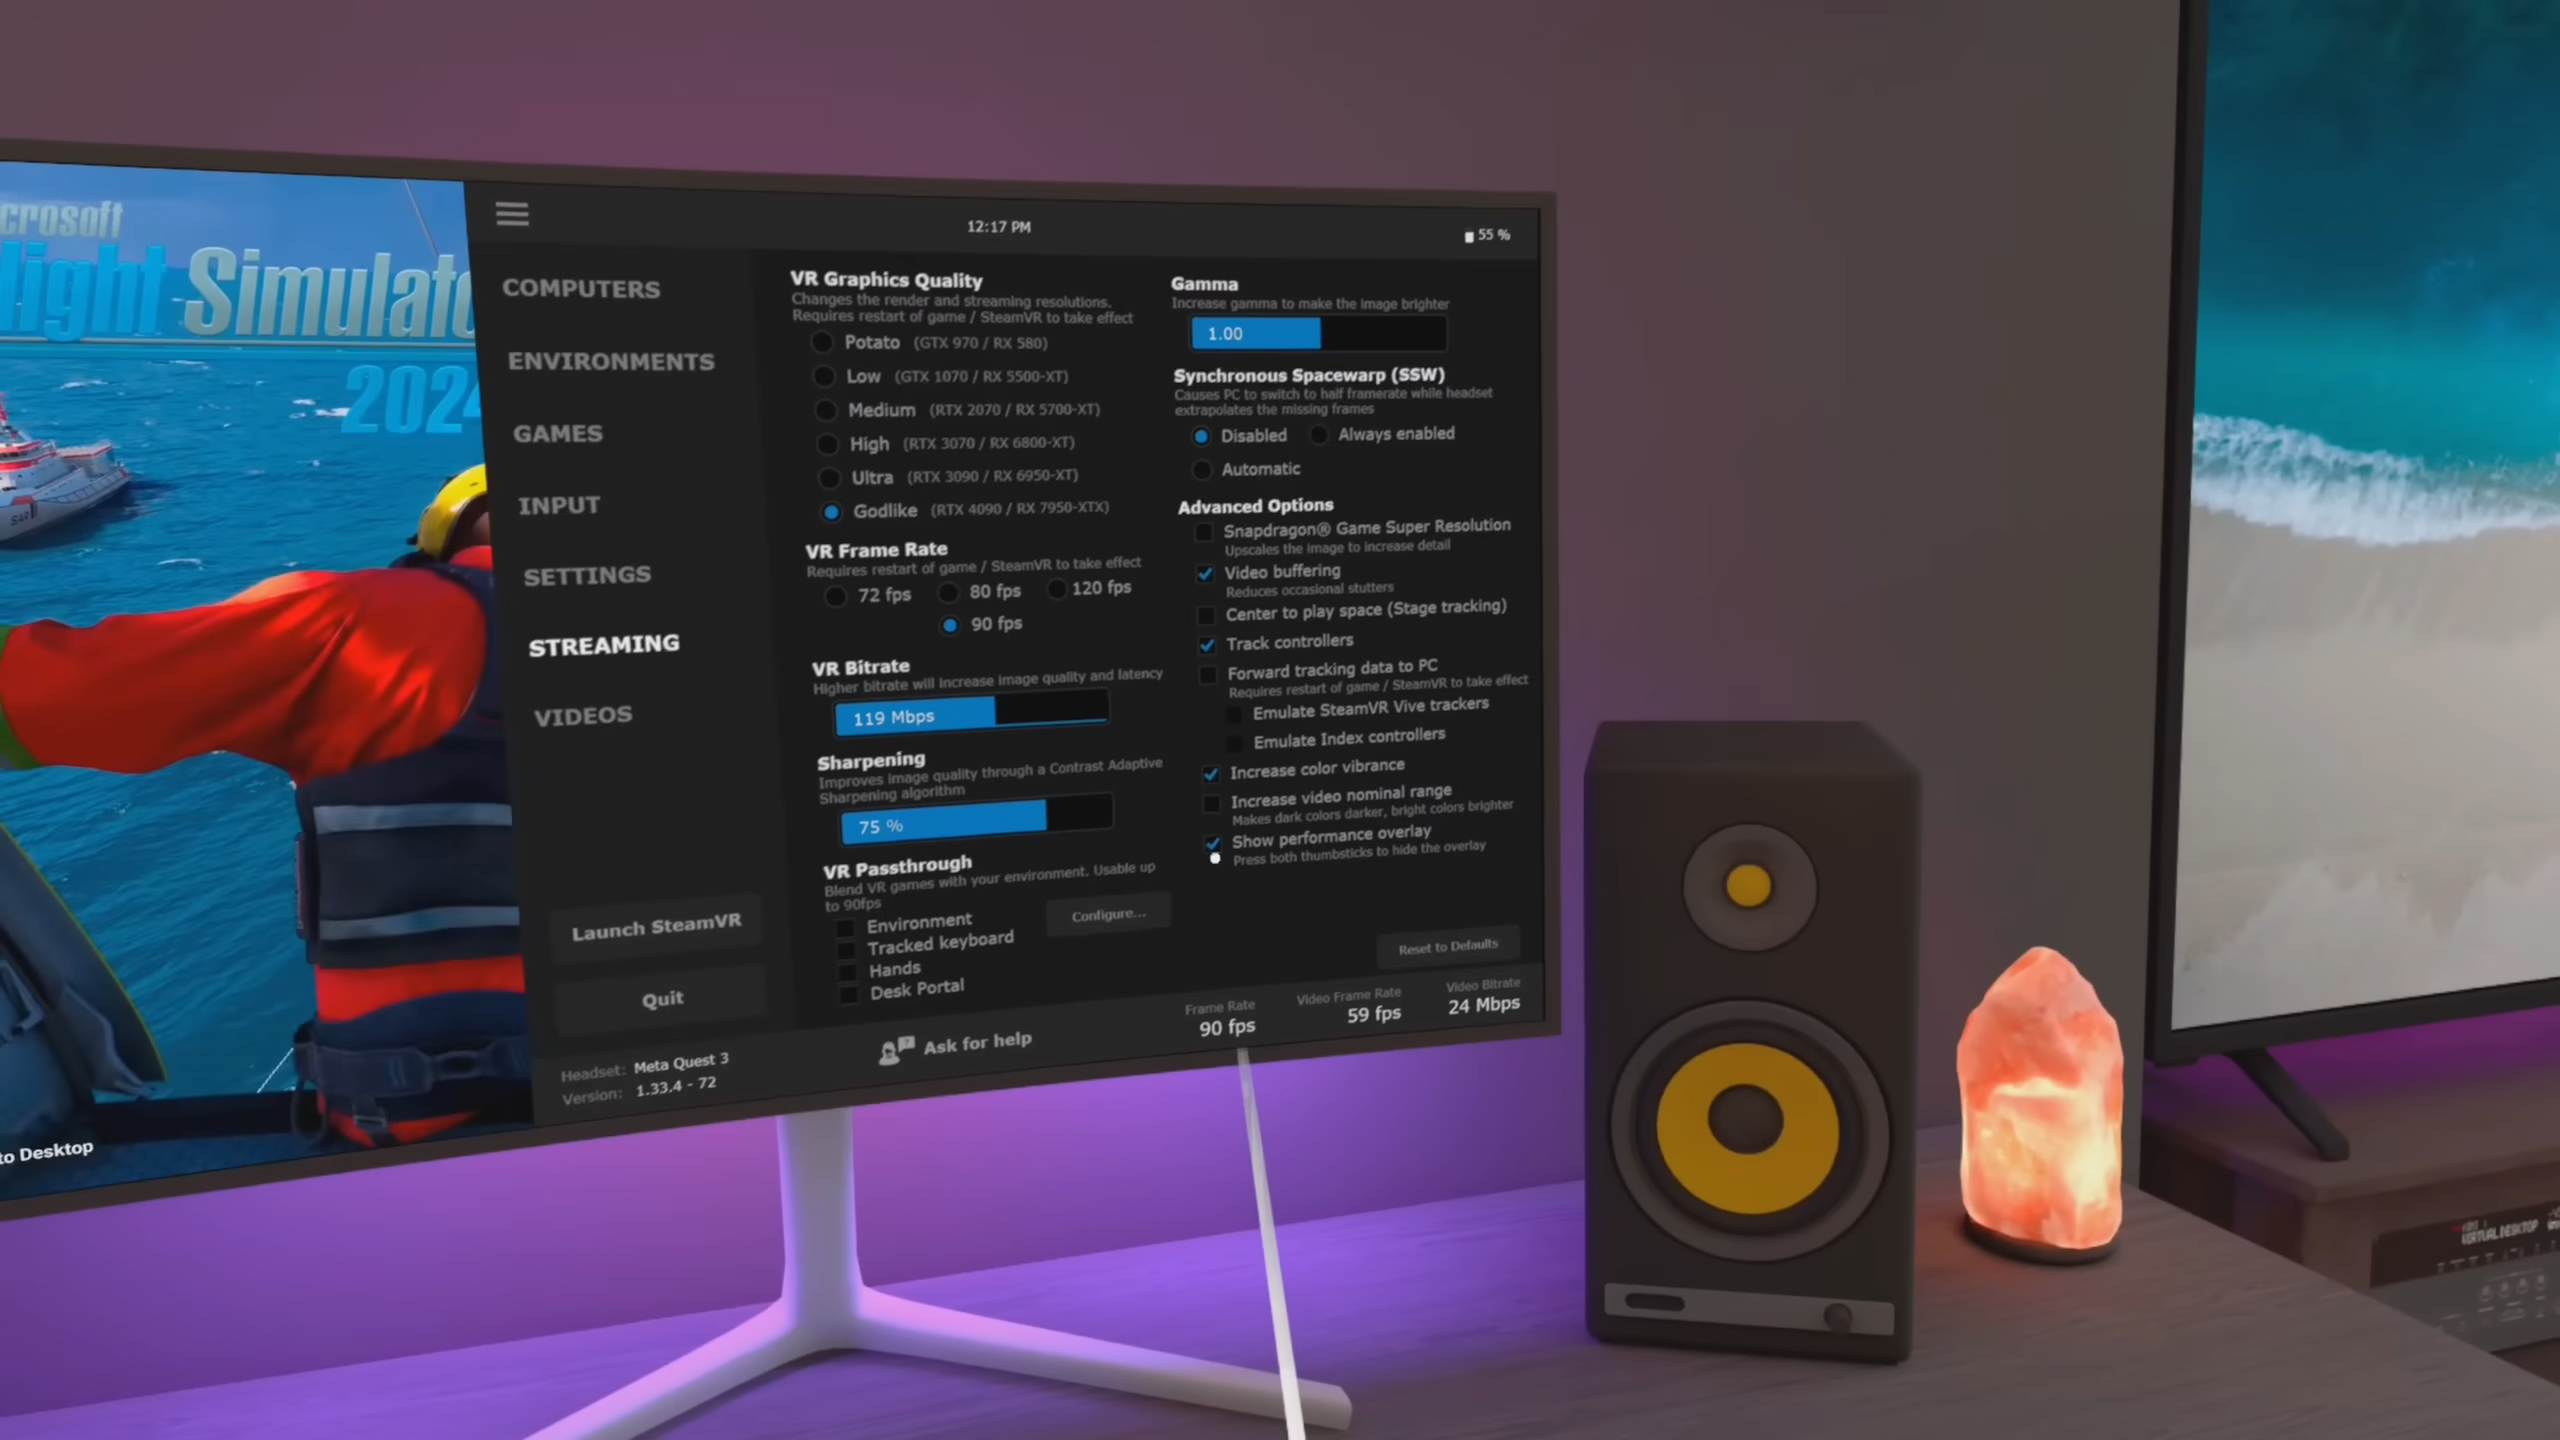 crosoft
light Simulato
2024
to Desktop
12:17 PM
55 %
COMPUTERS
ENVIRONMENTS
GAMES
INPUT
SETTINGS
STREAMING
VIDEOS
Launch SteamVR
Quit
Headset: Meta Quest 3
Version: 1.33.4 - 72
VR Graphics Quality
Changes the render and streaming resolutions.
Requires restart of game / SteamVR to take effect
Potato (GTX 970 / RX 580)
Low (GTX 1070 / RX 5500-XT)
Medium (RTX 2070 / RX 5700-XT)
High (RTX 3070 / RX 6800-XT)
Ultra (RTX 3090 / RX 6950-XT)
Godlike (RTX 4090 / RX 7950-XTX)
VR Frame Rate
Requires restart of game / SteamVR to take effect
72 fps 80 fps 120 fps
90 fps
VR Bitrate
Higher bitrate will increase image quality and latency
119 Mbps
Sharpening
Improves image quality through a Contrast Adaptive
Sharpening algorithm
75 %
VR Passthrough
Blend VR games with your environment. Usable up
to 90fps
Environment
Tracked keyboard
Hands
Desk Portal
Configure...
Gamma
Increase gamma to make the image brighter
1.00
Synchronous Spacewarp (SSW)
Causes PC to switch to half framerate while headset
extrapolates the missing frames
Disabled Always enabled
Automatic
Advanced Options
Snapdragon® Game Super Resolution
Upscales the image to increase detail
Video buffering
Reduces occasional stutters
Center to play space (Stage tracking)
Track controllers
Forward tracking data to PC
Requires restart of game / SteamVR to take effect
Emulate SteamVR Vive trackers
Emulate Index controllers
Increase color vibrance
Increase video nominal range
Makes dark colors darker, bright colors brighter
Show performance overlay
Press both thumbsticks to hide the overlay
Reset to Defaults
Ask for help
Frame Rate Video Frame Rate Video Bitrate
90 fps 59 fps 24 Mbps
VIRTUAL DESKTOP